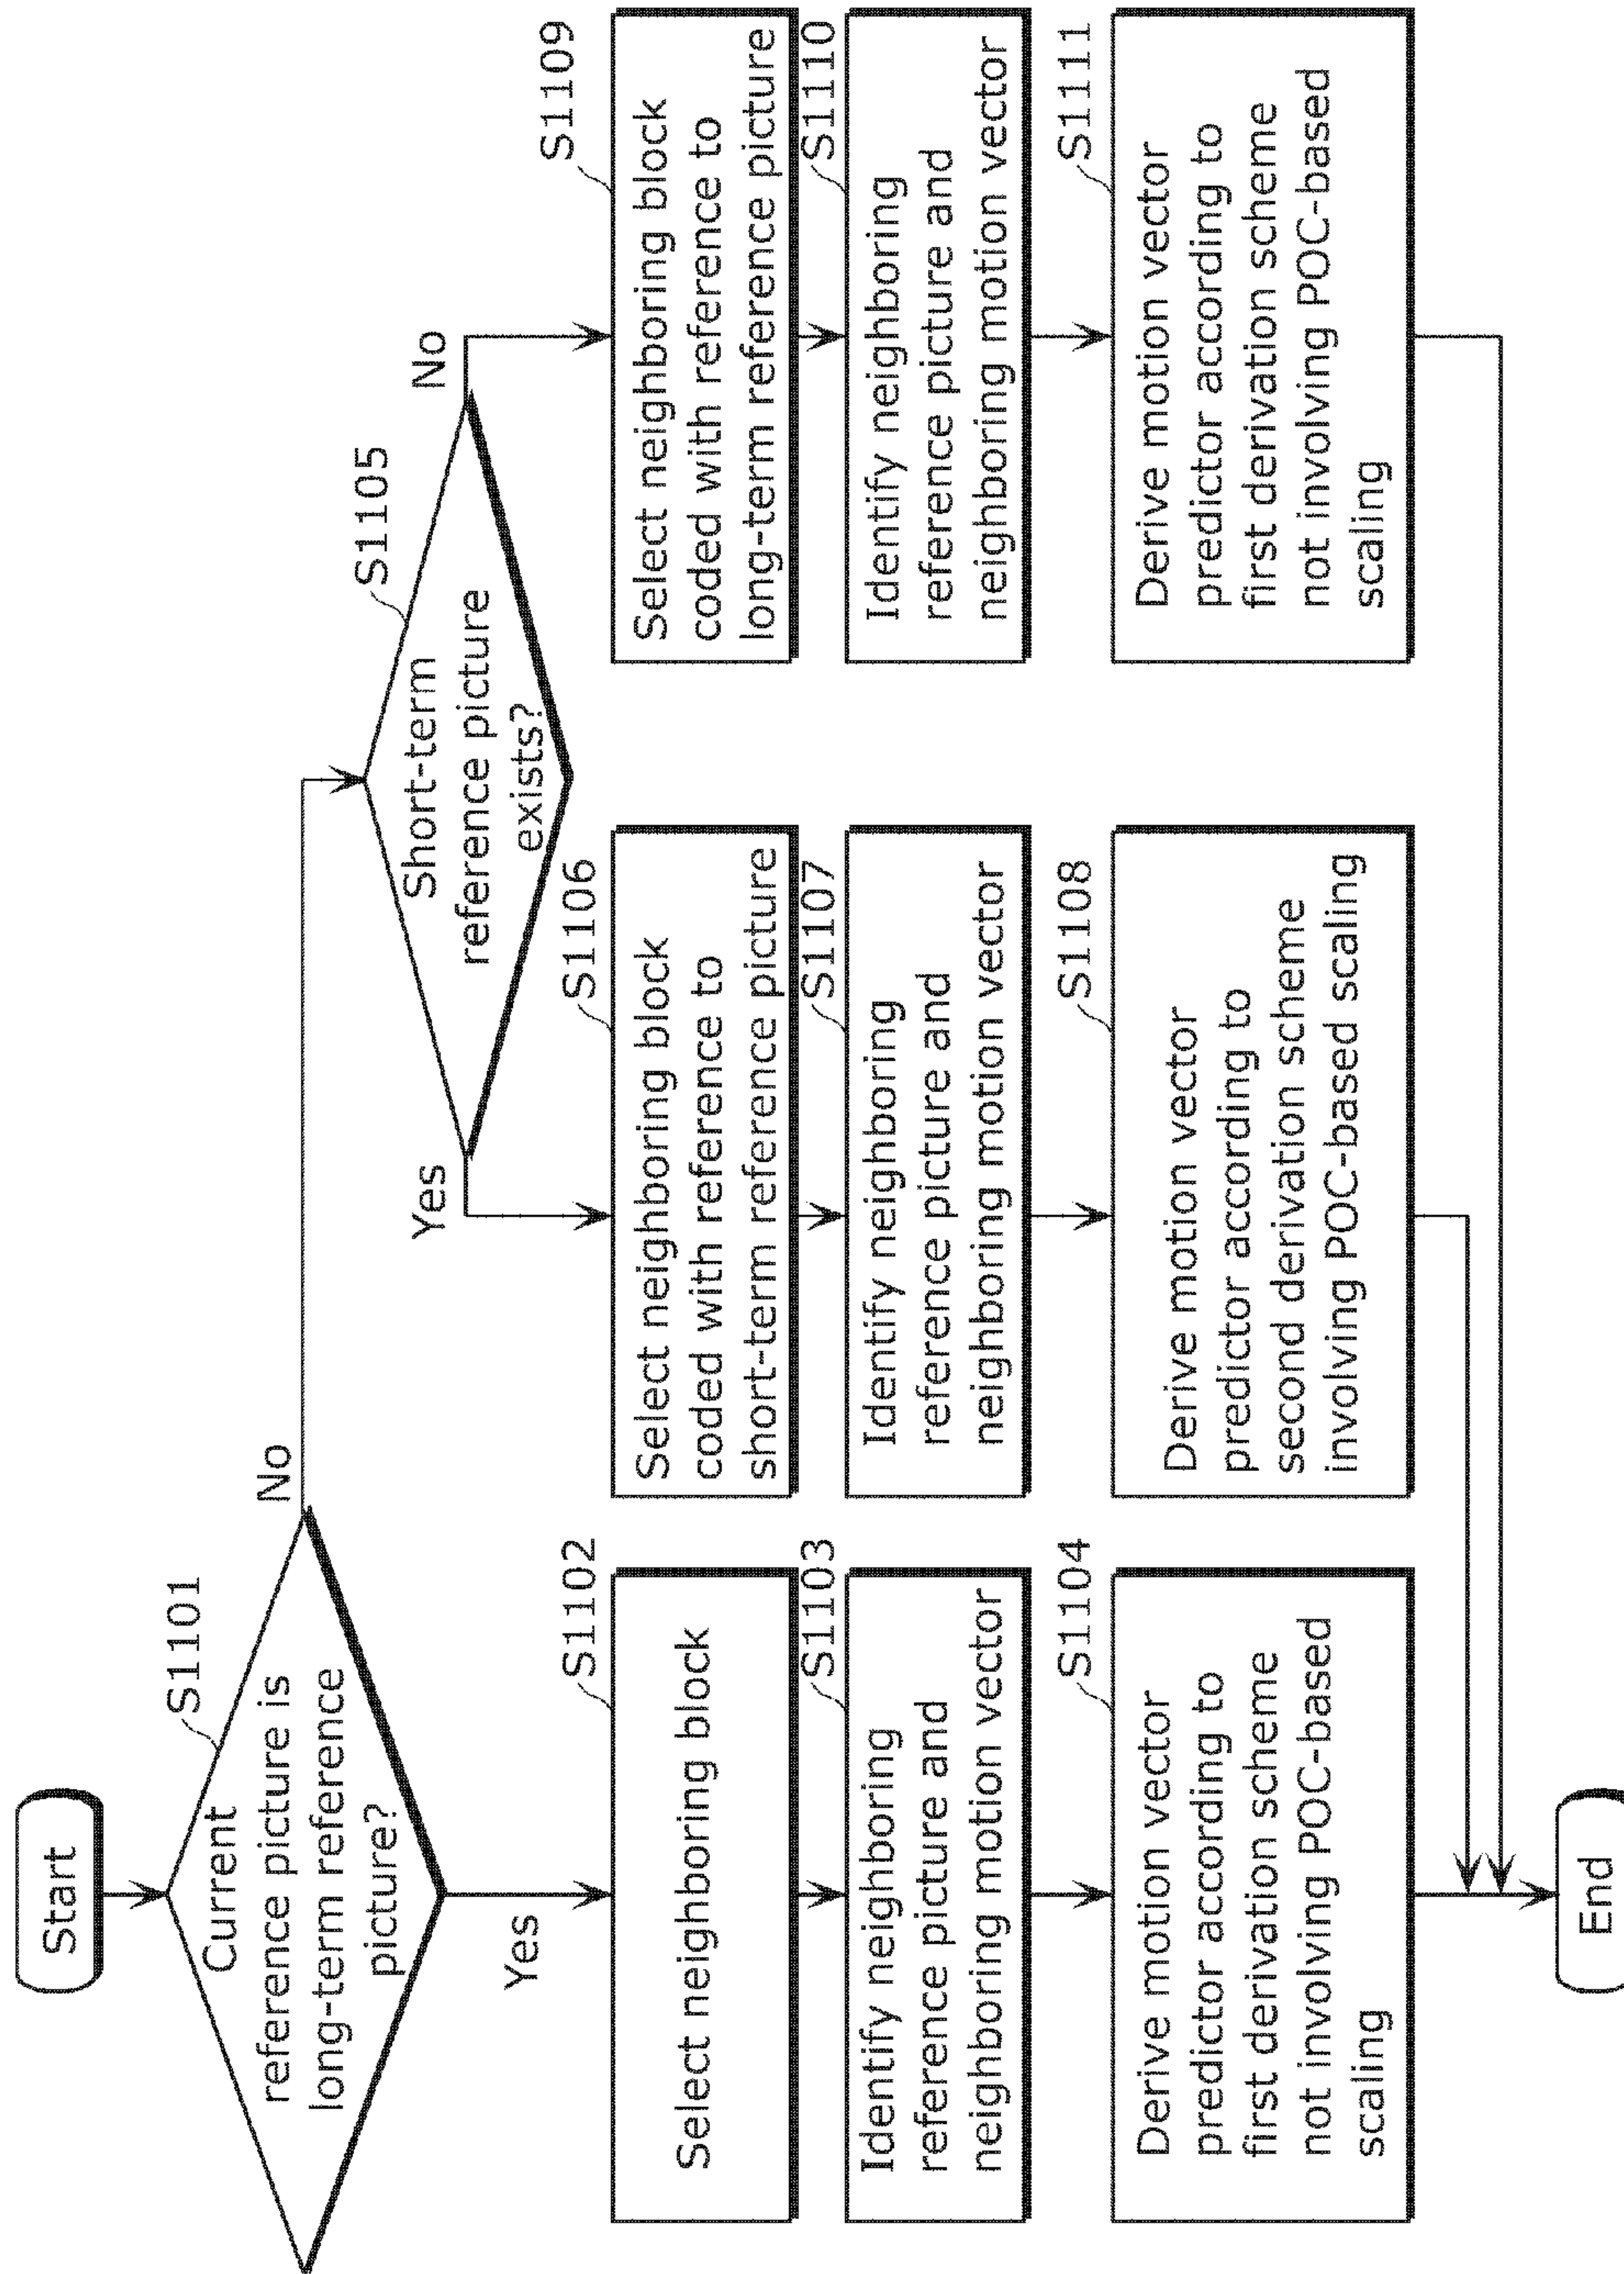 Start
S1101
Current
reference picture is
long-term reference
picture?
No
Yes
S1102
Select neighboring block
S1103
Identify neighboring
reference picture and
neighboring motion vector
S1104
Derive motion vector
predictor according to
first derivation scheme
not involving POC-based
scaling
S1105
Short-term
reference picture
exists?
Yes
No
S1106
Select neighboring block
coded with reference to
short-term reference picture
S1107
Identify neighboring
reference picture and
neighboring motion vector
S1108
Derive motion vector
predictor according to
second derivation scheme
involving POC-based scaling
S1109
Select neighboring block
coded with reference to
long-term reference picture
S1110
Identify neighboring
reference picture and
neighboring motion vector
S1111
Derive motion vector
predictor according to
first derivation scheme
not involving POC-based
scaling
End